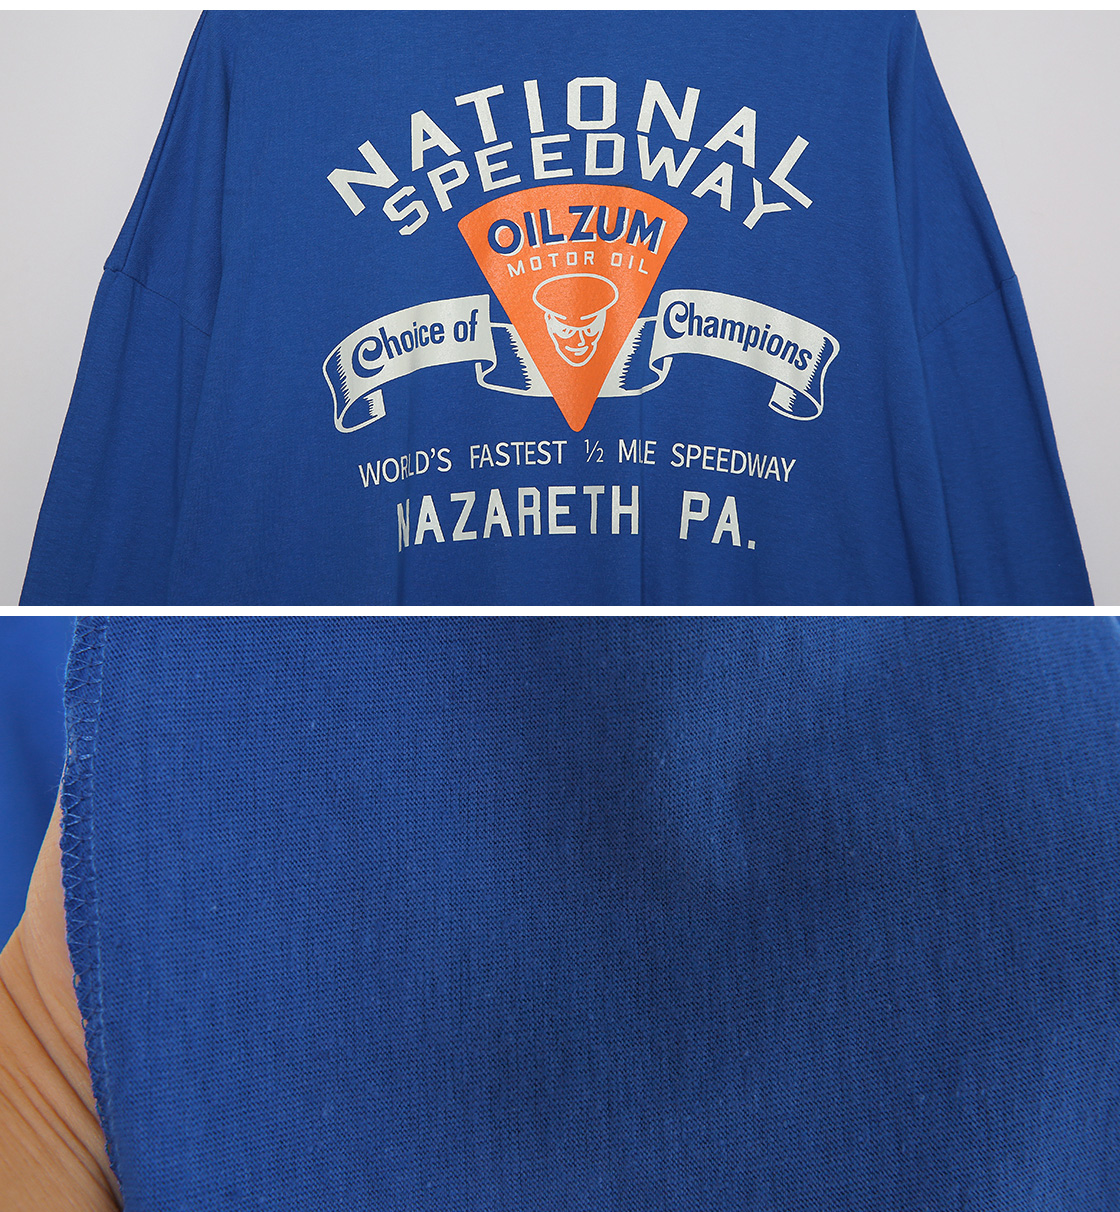 NATIONAL
SPEEDWAY
OILZUM
MOTOR OIL
Choice of Champions
WORLD'S FASTEST ½ MILE SPEEDWAY
NAZARETH PA.